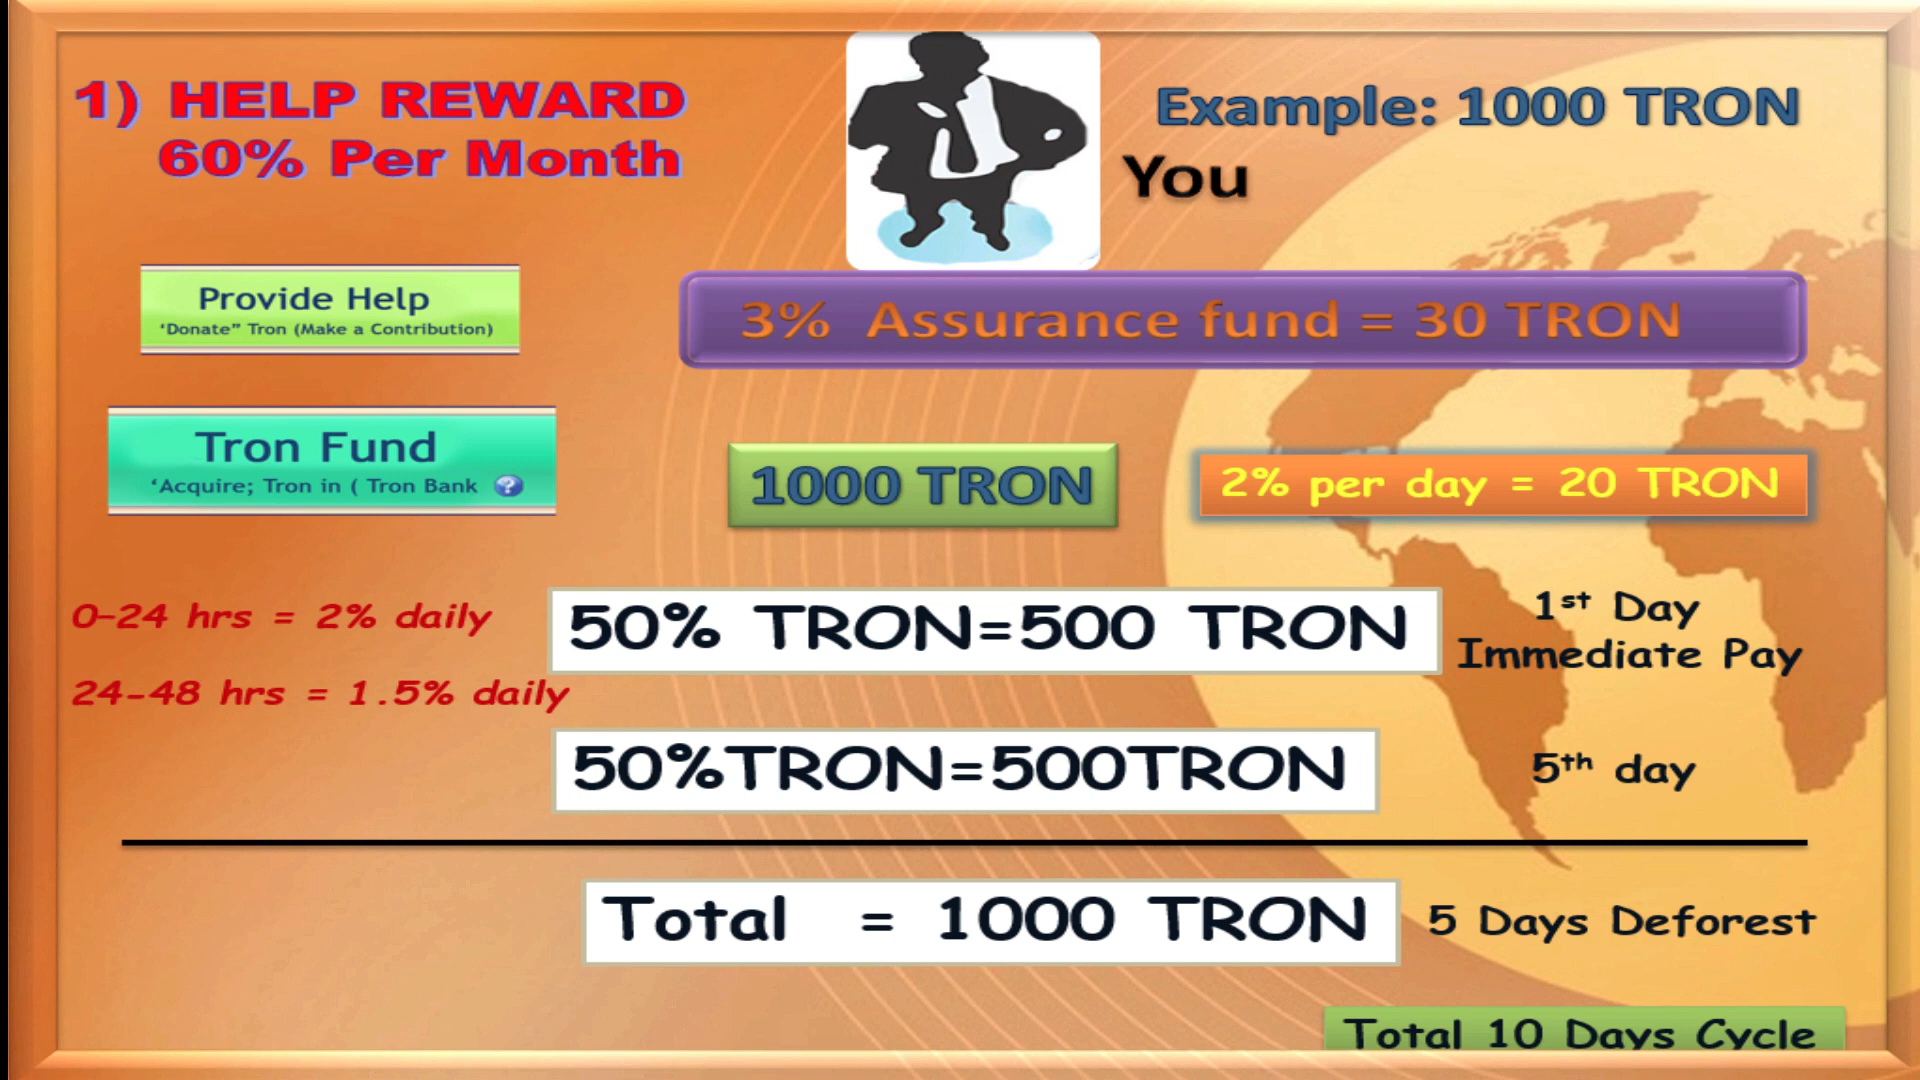 1) HELP REWARD
60% Per Month
Example: 1000 TRON
You
Provide Help
‘Donate” Tron (Make a Contribution)
3% Assurance fund = 30 TRON
Tron Fund
‘Acquire; Tron in ( Tron Bank ?
1000 TRON
2% per day = 20 TRON
0-24 hrs = 2% daily
50% TRON=500 TRON
1st Day
Immediate Pay
24-48 hrs = 1.5% daily
50%TRON=500TRON
5th day
Total = 1000 TRON
5 Days Deforest
Total 10 Days Cycle